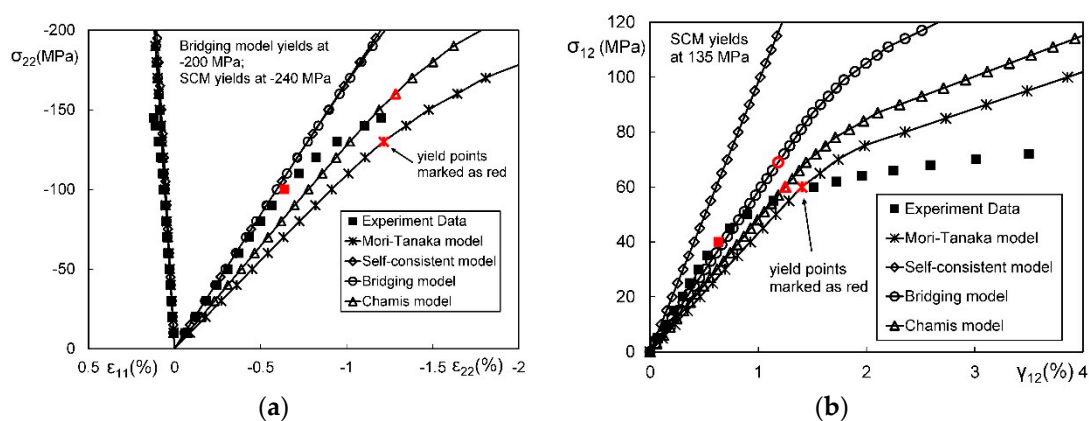 σ22(MPa)
-200
-150
-100
-50
0
Bridging model yields at
-200 MPa;
SCM yields at -240 MPa
yield points
marked as red
Experiment Data
Mori-Tanaka model
Self-consistent model
Bridging model
Chamis model
0.5 ε11(%) 0 -0.5 -1 -1.5 ε22(%) -2
(a)
120
σ12(MPa)
100
80
60
40
20
0
SCM yields
at 135 MPa
yield points
marked as red
Experiment Data
Mori-Tanaka model
Self-consistent model
Bridging model
Chamis model
0 1 2 3 γ12(%) 4
(b)